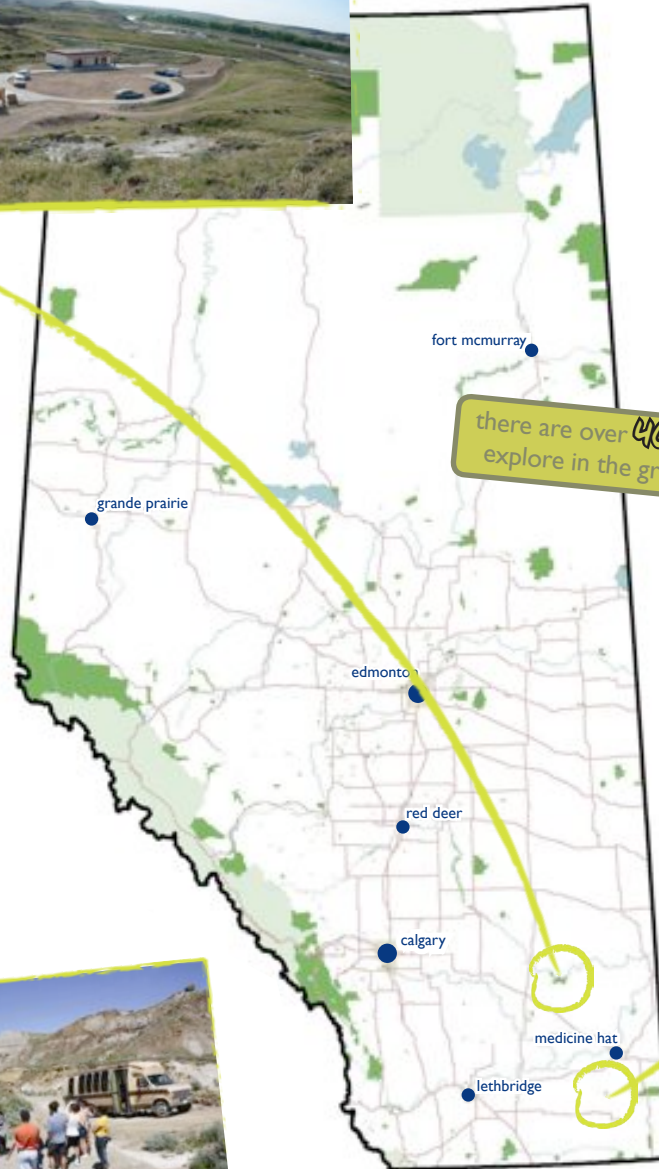 fort mcmurray
there are over
explore in the
grande prairie
edmonton
red deer
calgary
medicine hat
lethbridge